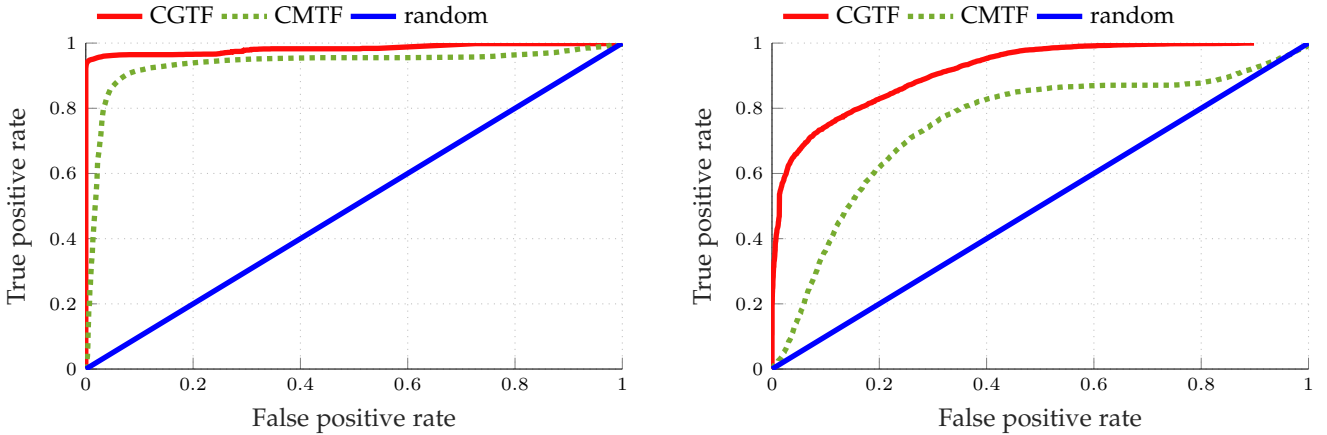 CGTF CMTF random
1
0.8
0.6
0.4
0.2
0
0 0.2 0.4 0.6 0.8 1
True positive rate
False positive rate
CGTF CMTF random
1
0.8
0.6
0.4
0.2
0
0 0.2 0.4 0.6 0.8 1
True positive rate
False positive rate